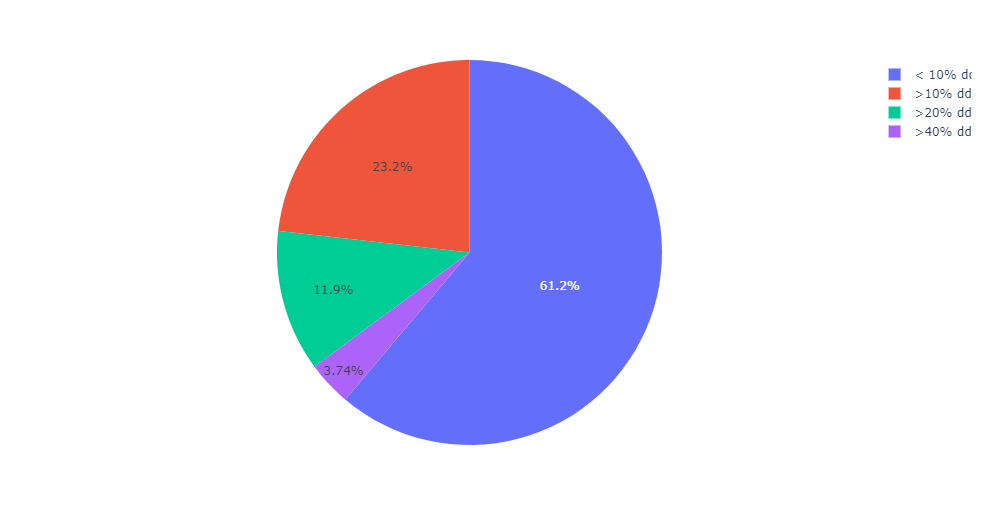 < 10% dd
>10% dd
>20% dd
>40% dd
23.2%
61.2%
11.9%
3.74%